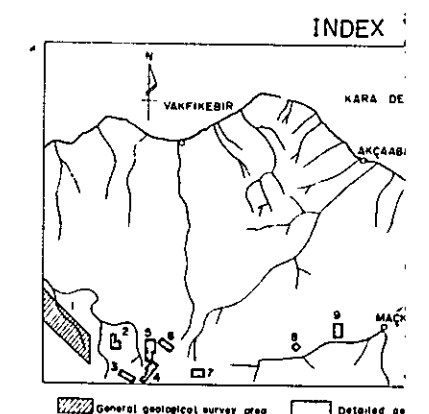 INDEX
N
VAKFIKEBIR
KARA DE
AKÇAABA
1
2
5
6
8
9
MAÇK
3
4
7
General geological survey area
Detailed ge